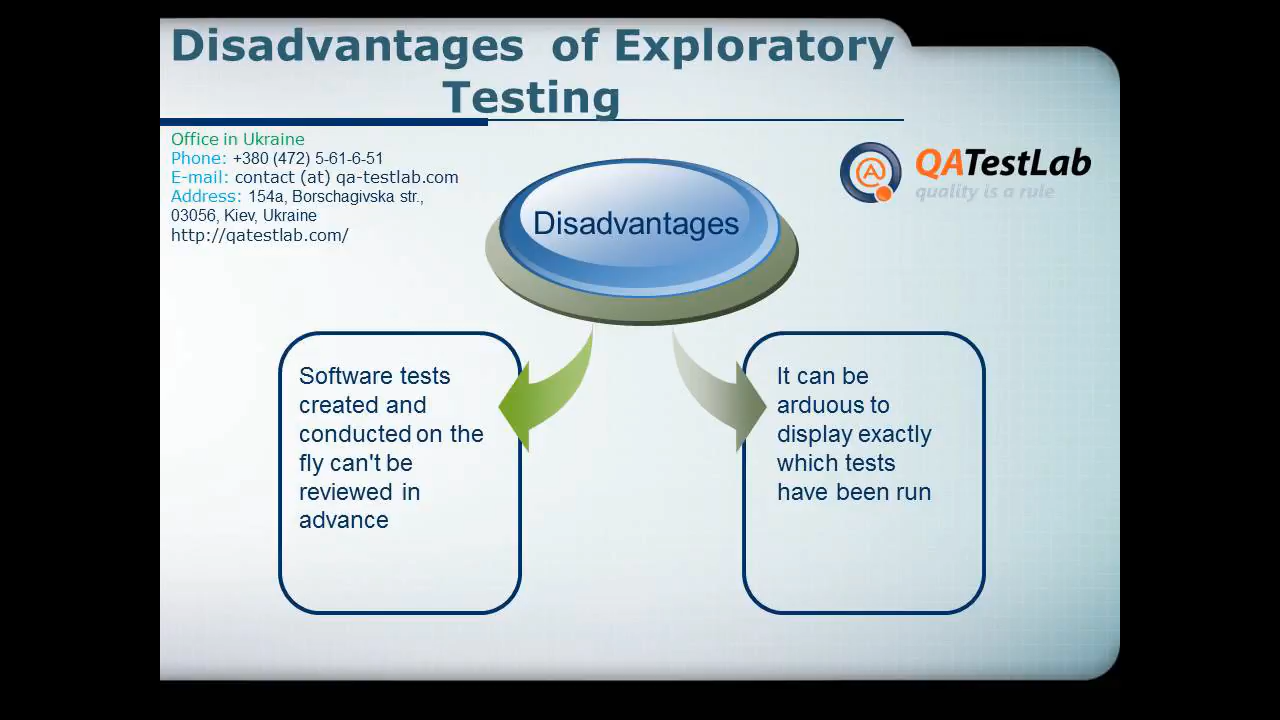 Disadvantages of Exploratory
Testing
Office in Ukraine
Phone: +380 (472) 5-61-6-51
E-mail: contact (at) qa-testlab.com
Address: 154a, Borschagivska str.,
03056, Kiev, Ukraine
http://qatestlab.com/
QATestLab
quality is a rule
Disadvantages
Software tests
created and
conducted on the
fly can't be
reviewed in
advance
It can be
arduous to
display exactly
which tests
have been run